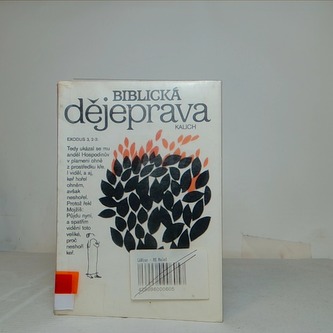 BIBLICKÁ
dějeprava
KALICH
EXODUS 3, 2-3.
Tedy ukázal se mu
anděl Hospodinův
v plameni ohně
z prostředku kře.
I viděl, a aj,
keř hořel
ohněm,
avšak
neshořel.
Protož řekl
Mojžíš:
Půjdu nyní,
a spatřím
vidění toto
veliké,
proč
neshoří
keř.